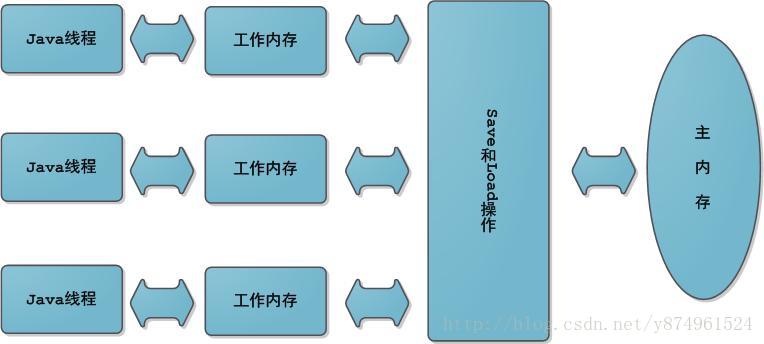 Java线程
工作内存
Java线程
工作内存
Java线程
工作内存
Save和Load操作
主
内
存
http://blog.csdn.net/y874961524